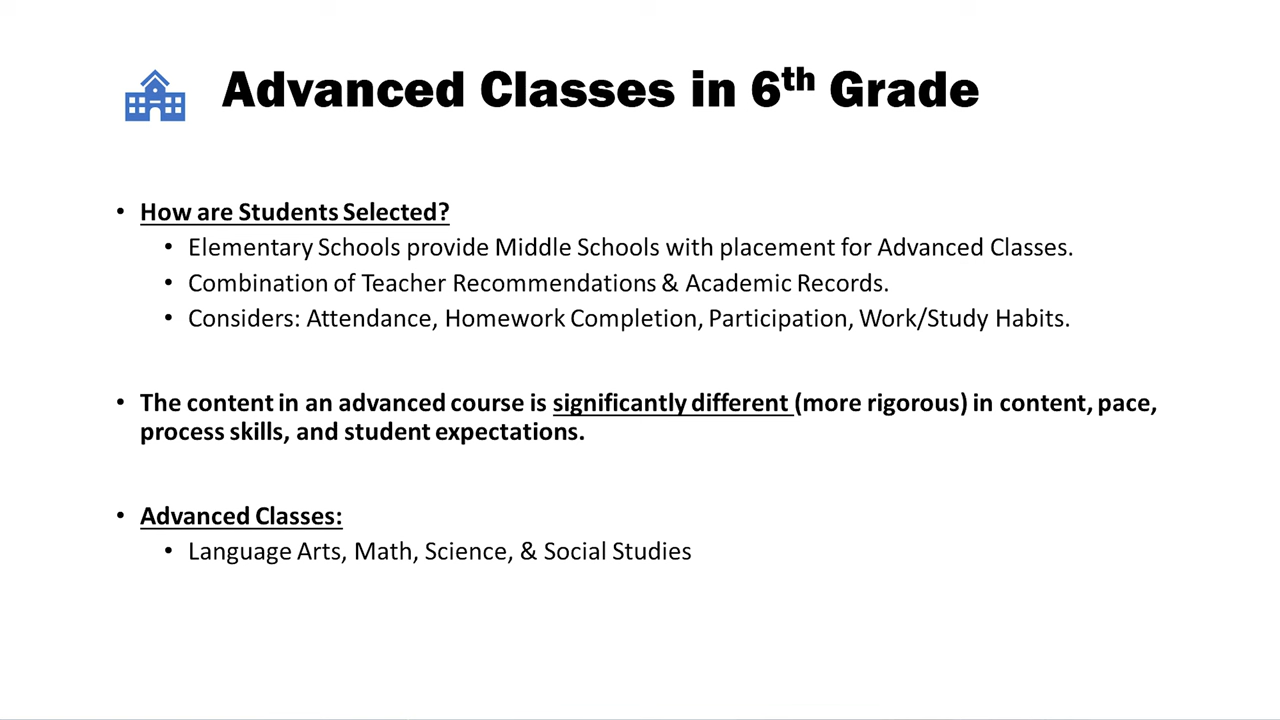 Advanced Classes in 6th Grade
• How are Students Selected?
• Elementary Schools provide Middle Schools with placement for Advanced Classes.
• Combination of Teacher Recommendations & Academic Records.
• Considers: Attendance, Homework Completion, Participation, Work/Study Habits.
• The content in an advanced course is significantly different (more rigorous) in content, pace,
process skills, and student expectations.
• Advanced Classes:
• Language Arts, Math, Science, & Social Studies